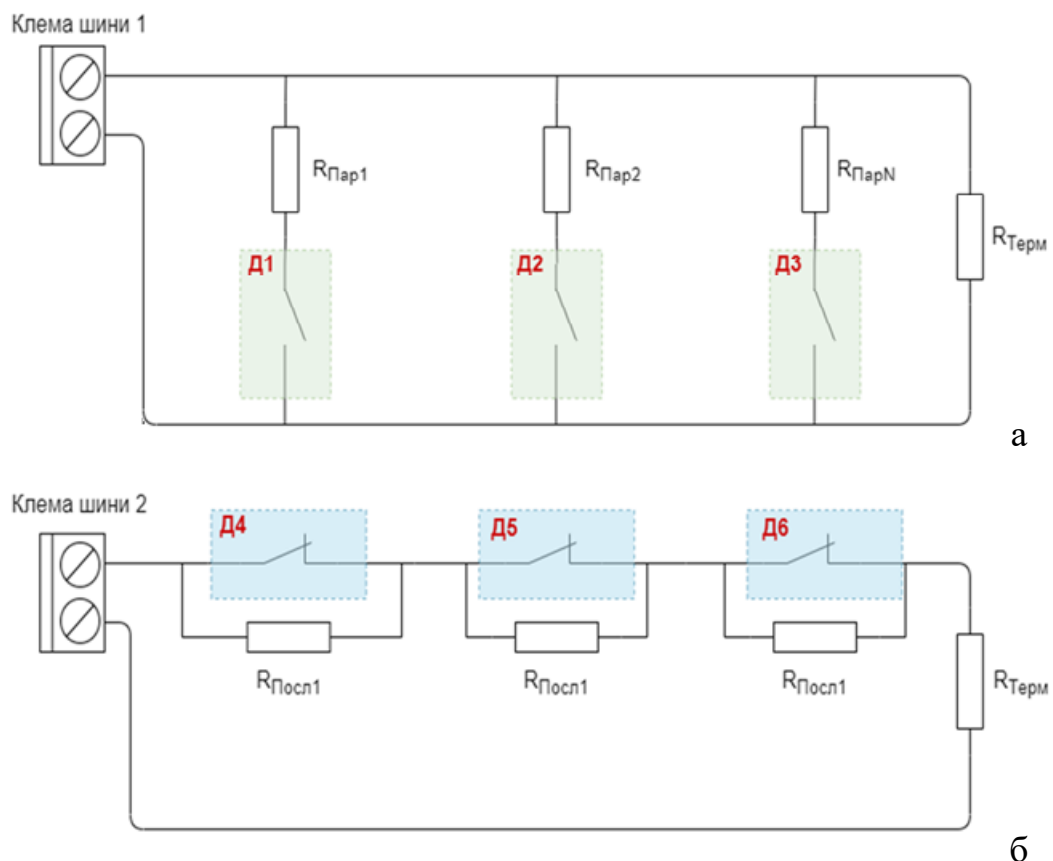 Клема шини 1
RПар1
RПар2
RПарN
RТерм
Д1
Д2
Д3
а
Клема шини 2
Д4
Д5
Д6
RПосл1
RПосл1
RПосл1
RТерм
б